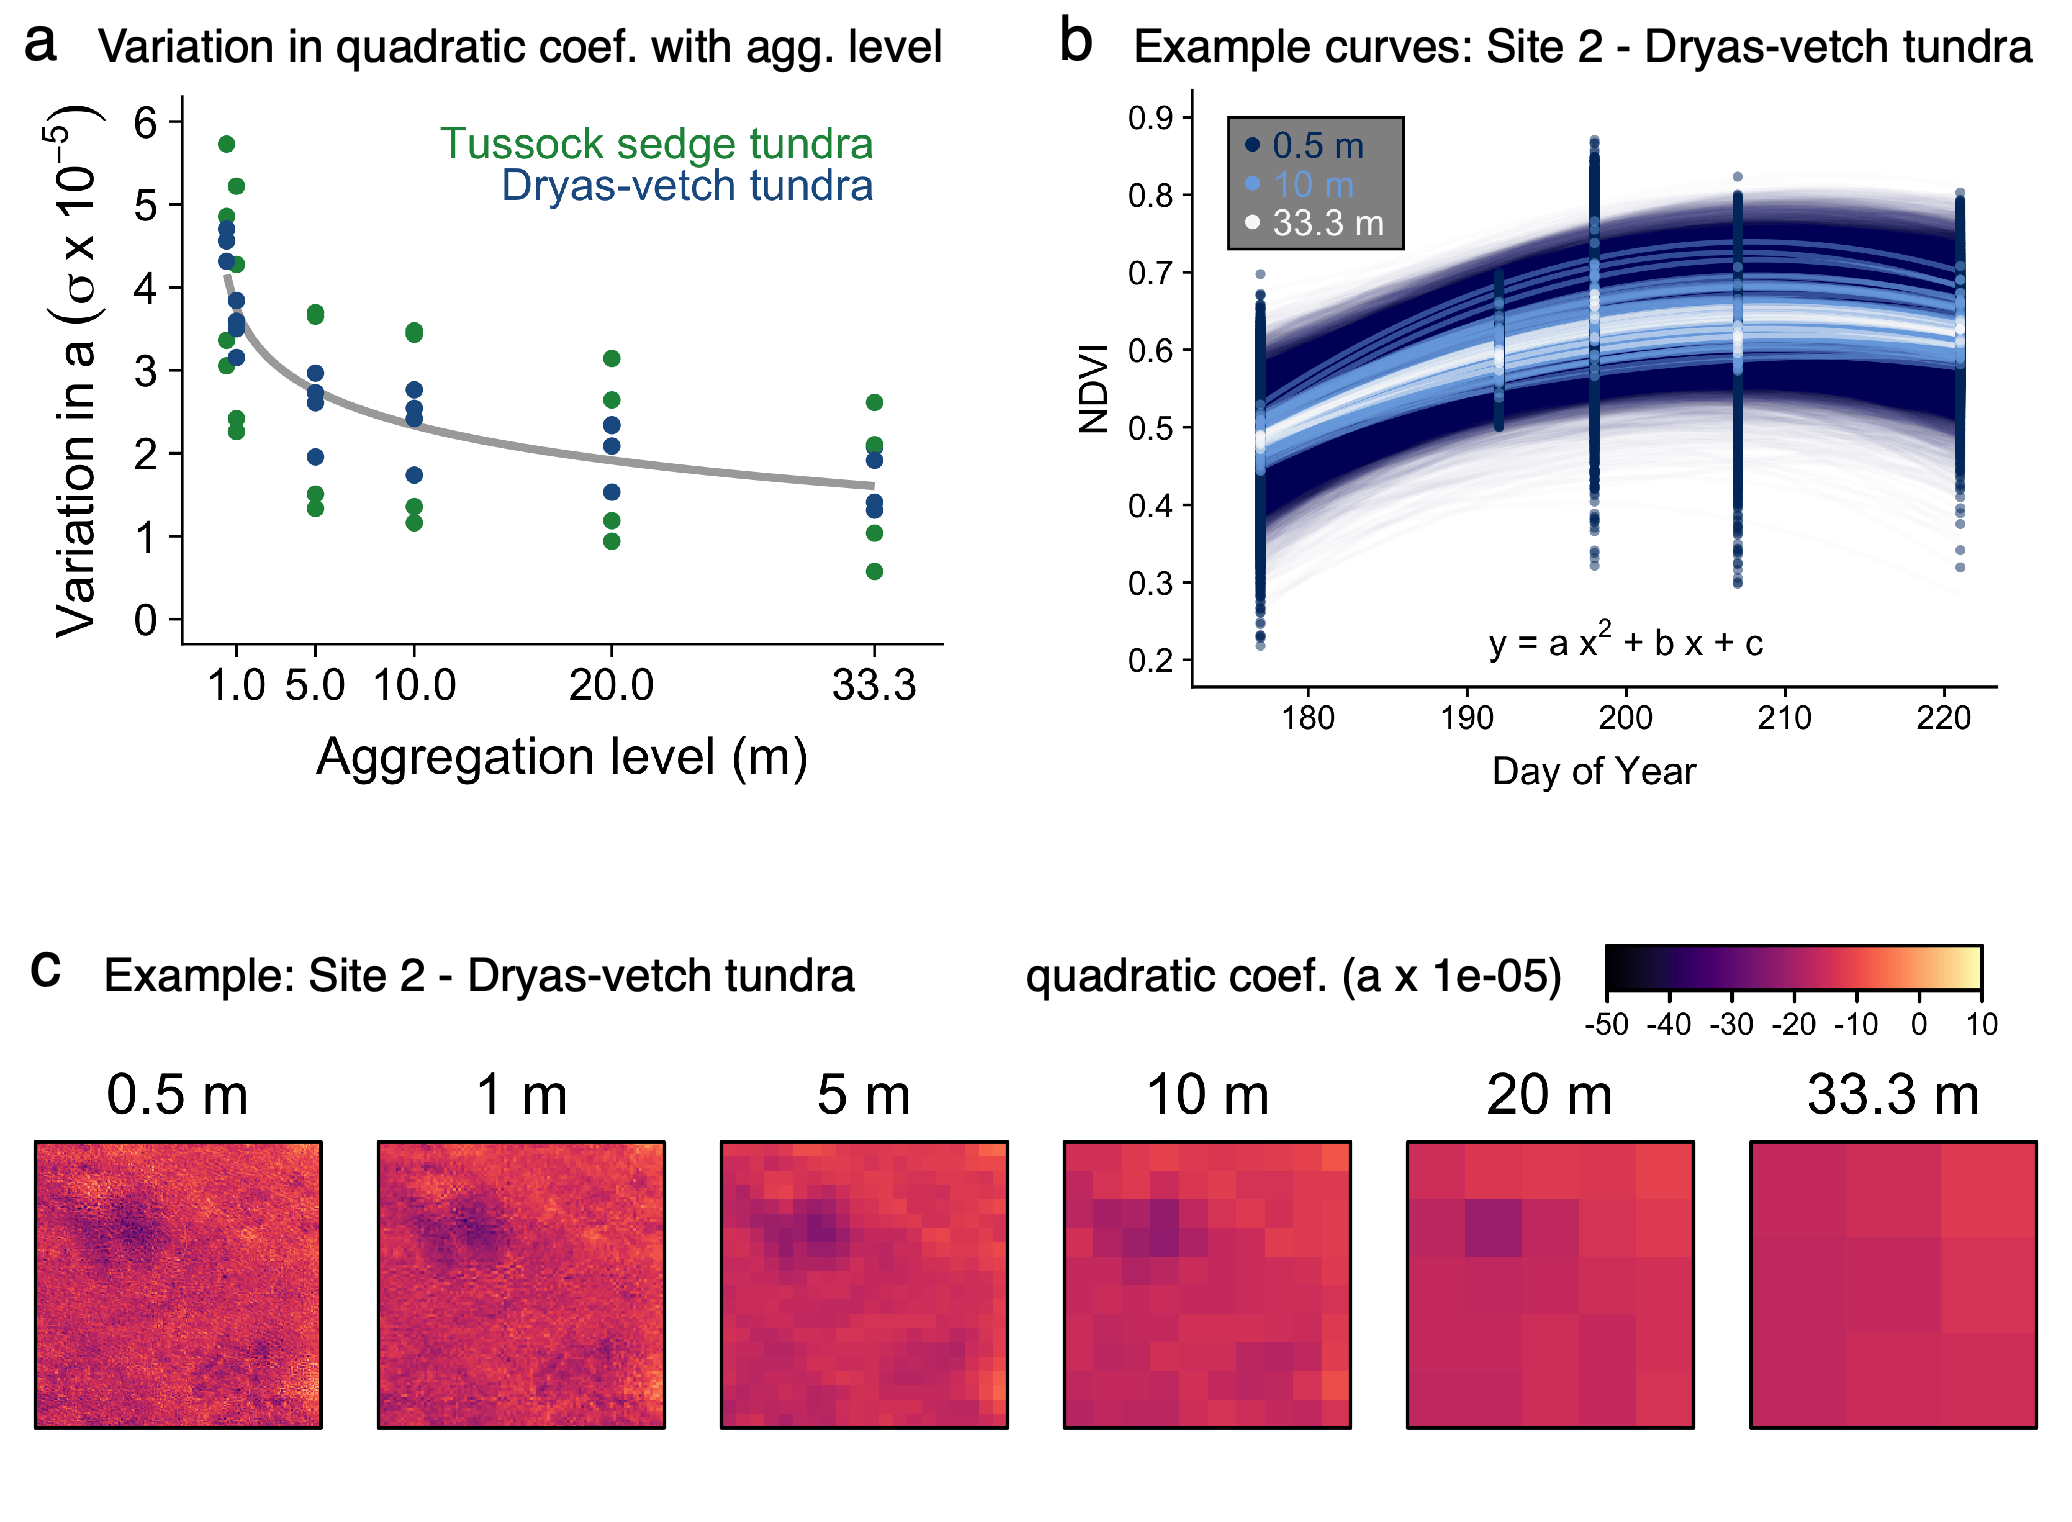 a Variation in quadratic coef. with agg. level
Variation in a (σ x 10⁻⁵)
6
5
4
3
2
1
0
Tussock sedge tundra
Dryas-vetch tundra
1.0 5.0 10.0 20.0 33.3
Aggregation level (m)
b Example curves: Site 2 - Dryas-vetch tundra
NDVI
0.9
0.8
0.7
0.6
0.5
0.4
0.3
0.2
0.5 m
10 m
33.3 m
y = a x² + b x + c
180 190 200 210 220
Day of Year
c Example: Site 2 - Dryas-vetch tundra
quadratic coef. (a x 1e-05)
-50 -40 -30 -20 -10 0 10
0.5 m 1 m 5 m 10 m 20 m 33.3 m